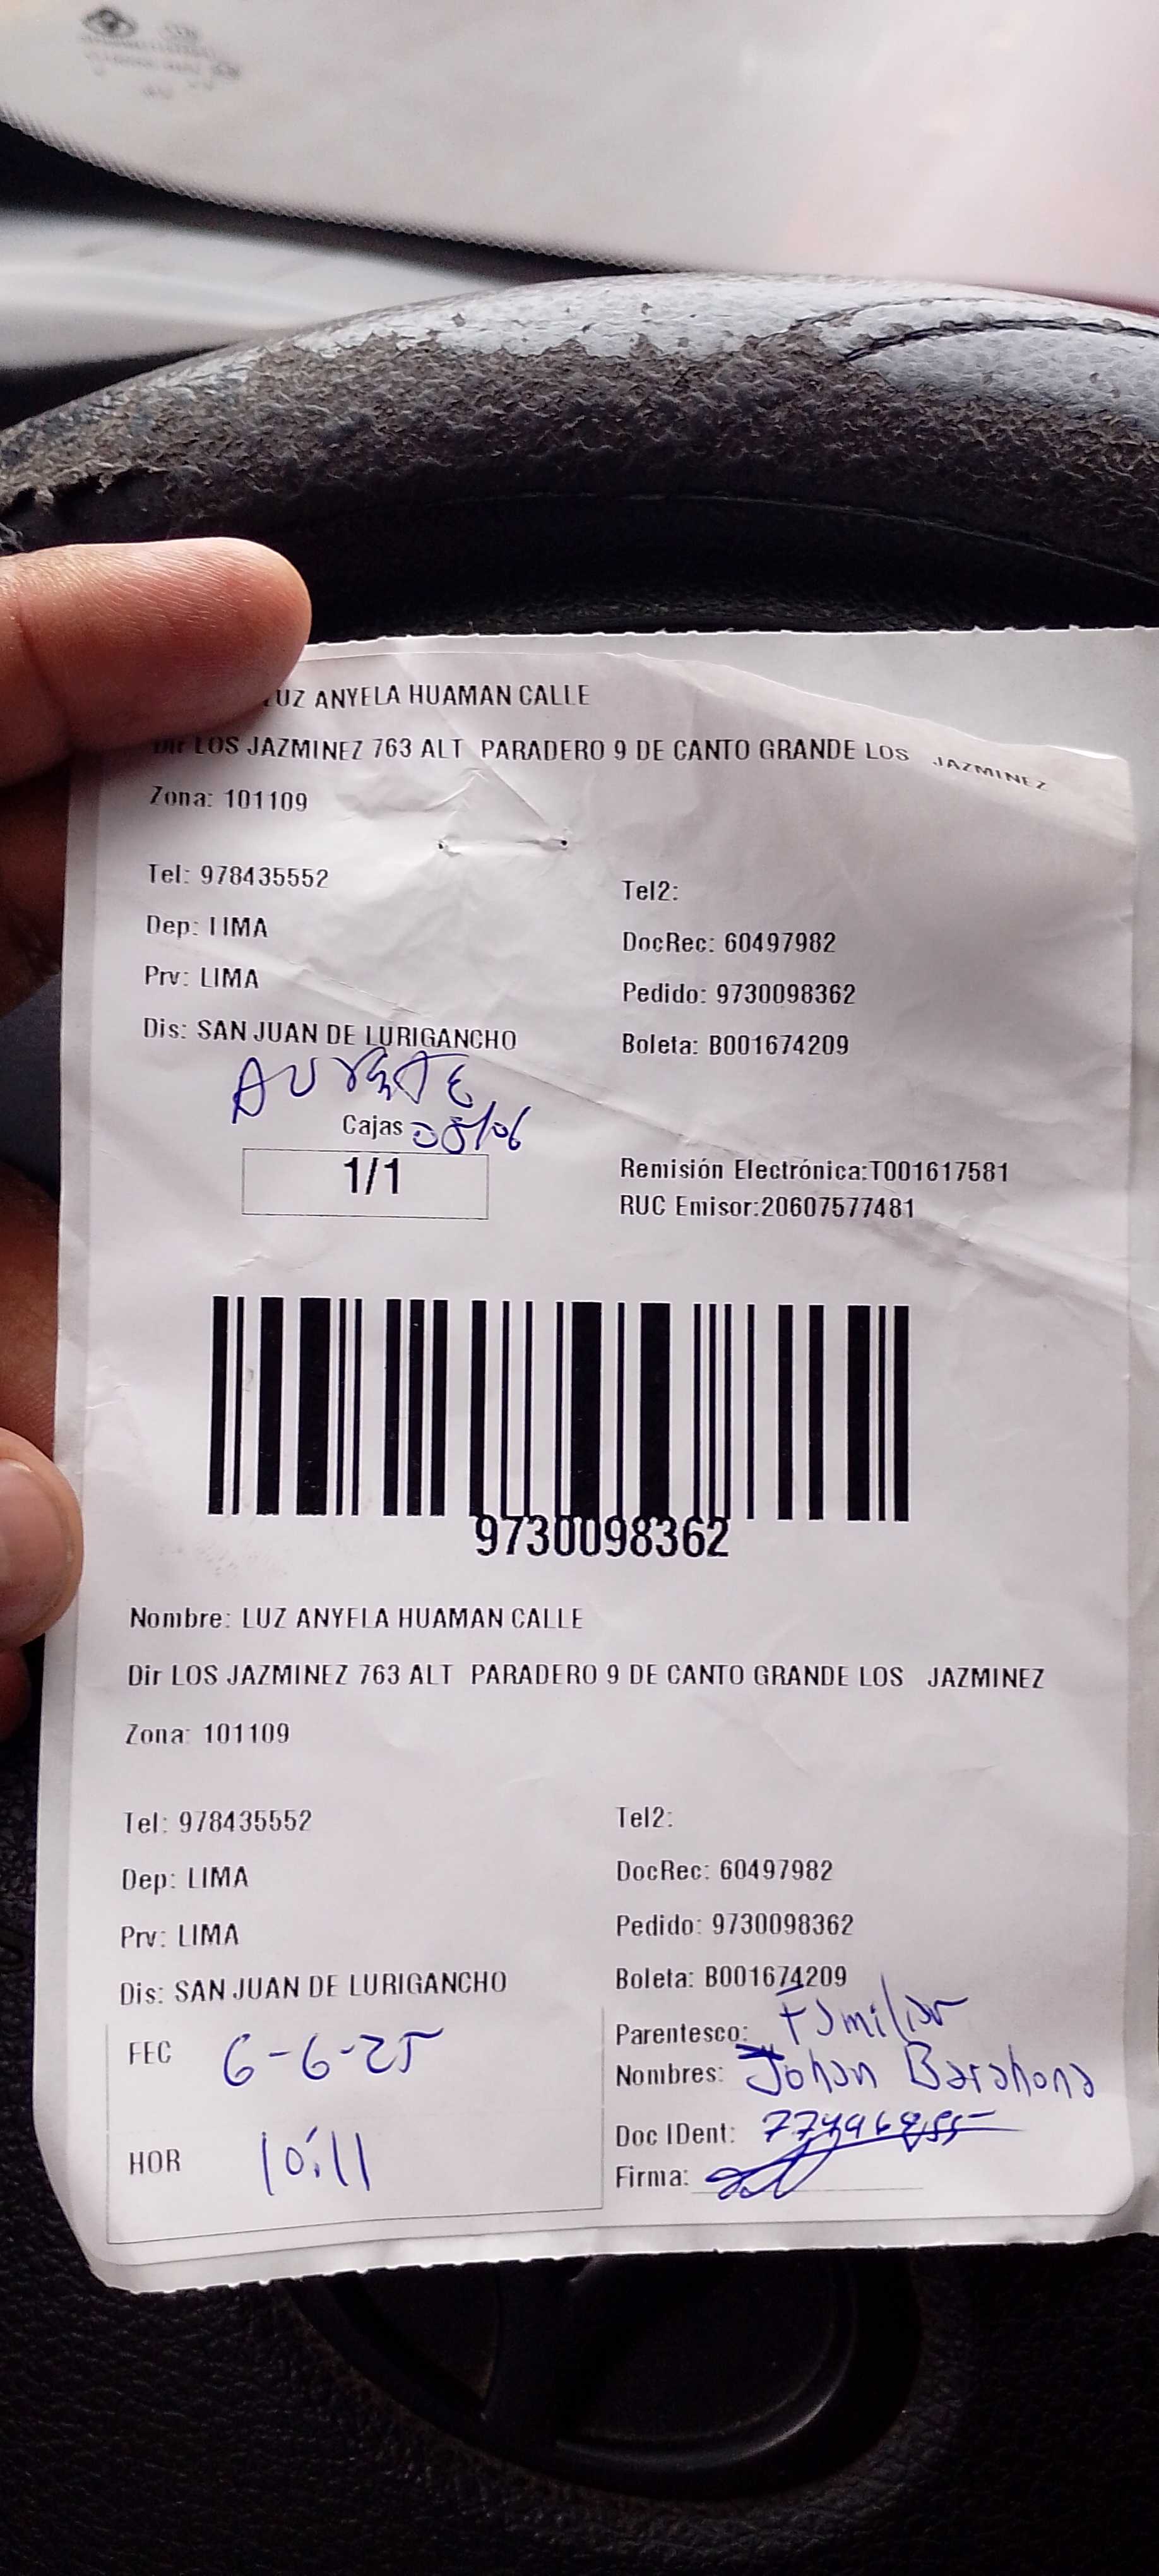 LUZ ANYELA HUAMAN CALLE
Dir LOS JAZMINEZ 763 ALT PARADERO 9 DE CANTO GRANDE LOS JAZMINEZ
Zona: 101109
Tel: 978435552
Tel2:
Dep: LIMA
DocRec: 60497982
Prv: LIMA
Pedido: 9730098362
Dis: SAN JUAN DE LURIGANCHO
Boleta: B001674209
Cajas 05/06
1/1
Remisión Electrónica:T001617581
RUC Emisor:20607577481
9730098362
Nombre: LUZ ANYELA HUAMAN CALLE
Dir LOS JAZMINEZ 763 ALT PARADERO 9 DE CANTO GRANDE LOS JAZMINEZ
Zona: 101109
Tel: 978435552
Tel2:
Dep: LIMA
DocRec: 60497982
Prv: LIMA
Pedido: 9730098362
Dis: SAN JUAN DE LURIGANCHO
Boleta: B001674209
FEC 6-6-25
Parentesco: Familiar
Nombres: Johan Barahona
HOR 10:11
Doc IDent:
Firma: